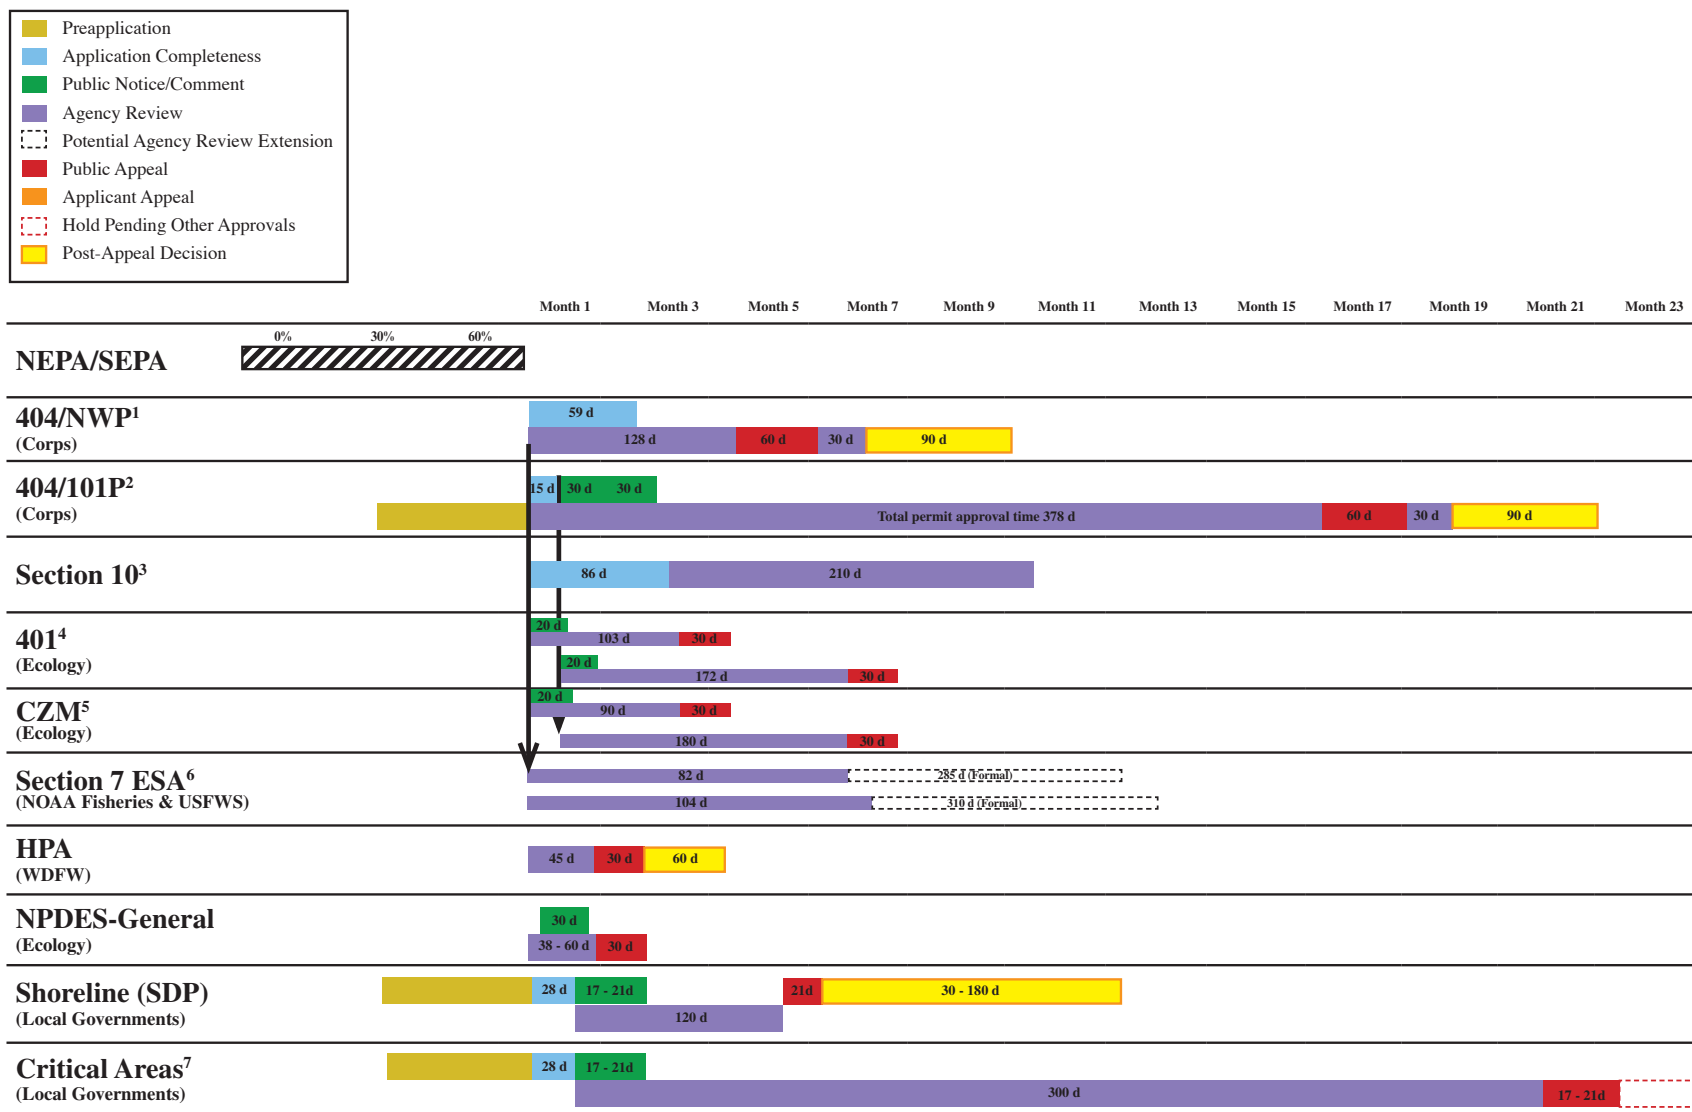 Preapplication
Application Completeness
Public Notice/Comment
Agency Review
Potential Agency Review Extension
Public Appeal
Applicant Appeal
Hold Pending Other Approvals
Post-Appeal Decision
Month 1 Month 3 Month 5 Month 7 Month 9 Month 11 Month 13 Month 15 Month 17 Month 19 Month 21 Month 23
0% 30% 60%
NEPA/SEPA
404/NWP1
(Corps)
59 d
128 d 60 d 30 d 90 d
404/101P2
(Corps)
15 d 30 d 30 d
Total permit approval time 378 d 60 d 30 d 90 d
Section 103
86 d 210 d
4014
(Ecology)
20 d
103 d 30 d
20 d
172 d 30 d
CZM5
(Ecology)
20 d
90 d 30 d
180 d 30 d
Section 7 ESA6
(NOAA Fisheries & USFWS)
82 d 285 d (Formal)
104 d 310 d (Formal)
HPA
(WDFW)
45 d 30 d 60 d
NPDES-General
(Ecology)
30 d
38 - 60 d 30 d
Shoreline (SDP)
(Local Governments)
28 d 17 - 21d 21d 30 - 180 d
120 d
Critical Areas7
(Local Governments)
28 d 17 - 21d
300 d 17 - 21d